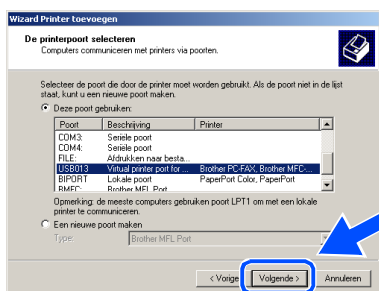 Wizard Printer toevoegen
De printerpoort selecteren
Computers communiceren met printers via poorten.
Selecteer de poort die door de printer moet worden gebruikt. Als de poort niet in de lijst
staat, kunt u een nieuwe poort maken.
Deze poort gebruiken:
Poort Beschrijving Printer
COM3: Seriële poort
COM4: Seriële poort
FILE: Afdrukken naar besta...
USB013 Virtual printer port for ... Brother PC-FAX, Brother MFC-...
BIPORT Lokale poort PaperPort Color, PaperPort
BMFC: Brother MFL Port
Opmerking: de meeste computers gebruiken poort LPT1 om met een lokale
printer te communiceren.
Een nieuwe poort maken
Type: Brother MFL Port
< Vorige Volgende > Annuleren